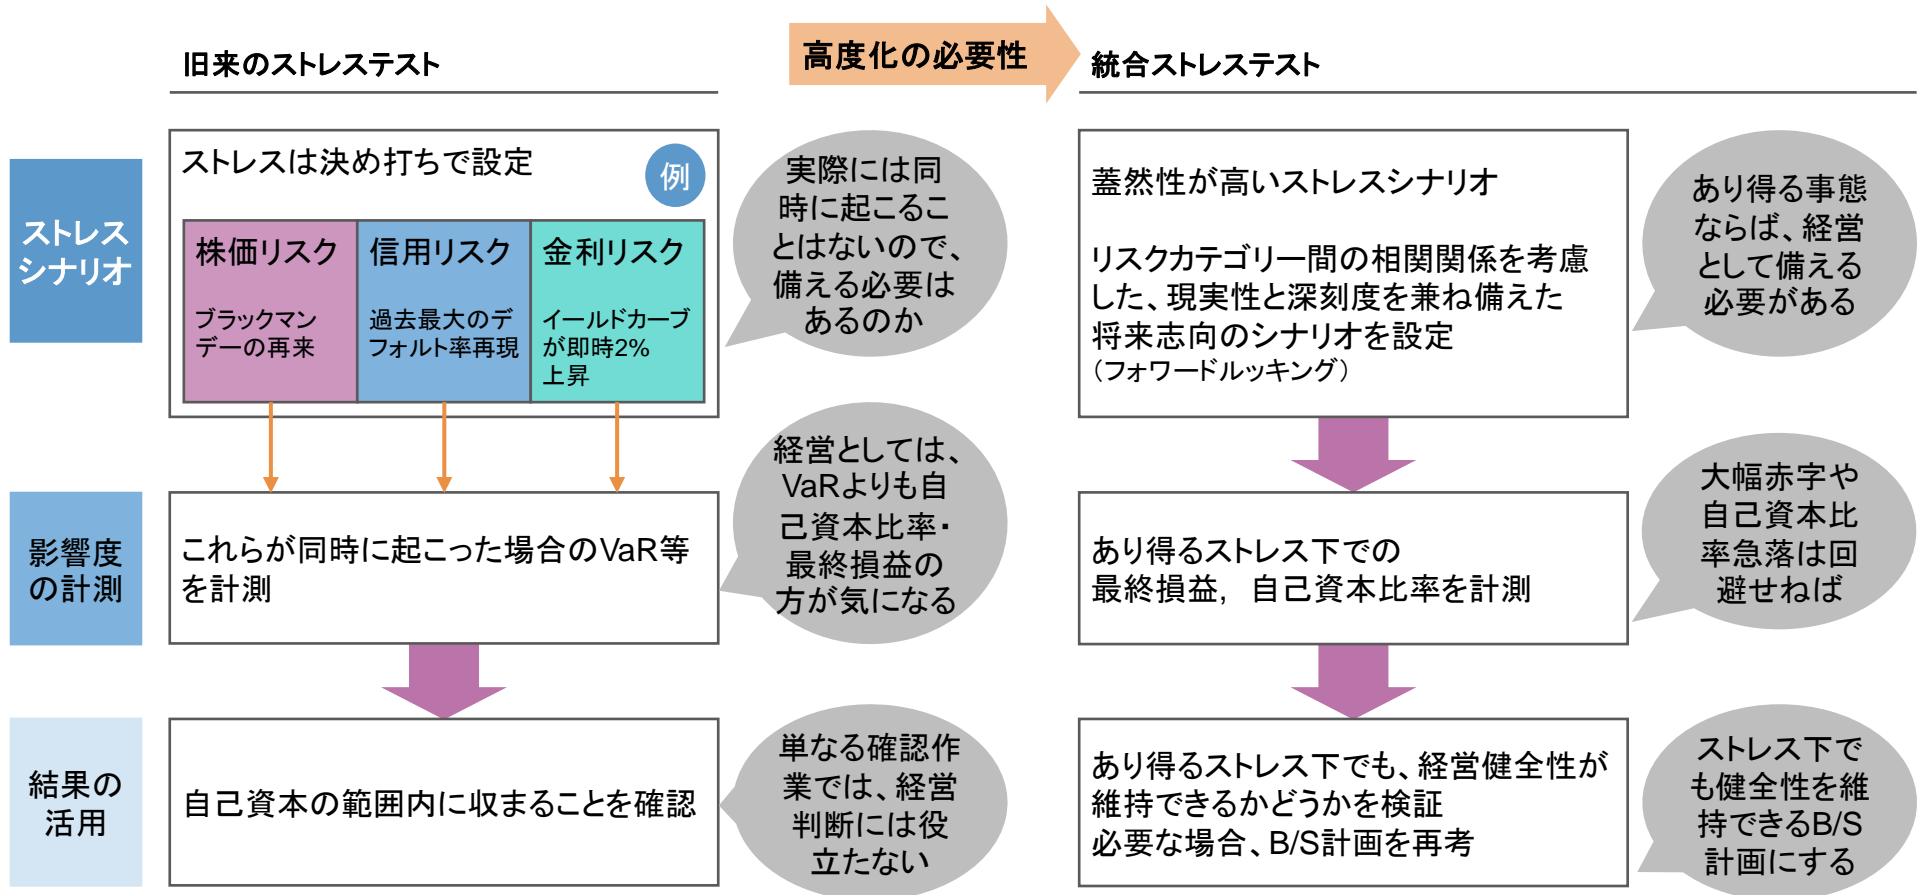 旧来のストレステスト
高度化の必要性
統合ストレステスト
ストレス
シナリオ
ストレスは決め打ちで設定
例
株価リスク
ブラックマン
デーの再来
信用リスク
過去最大のデ
フォルト率再現
金利リスク
イールドカーブ
が即時2%
上昇
実際には同
時に起こるこ
とはないので、
備える必要は
あるのか
蓋然性が高いストレスシナリオ
リスクカテゴリー間の相関関係を考慮
した、現実性と深刻度を兼ね備えた
将来志向のシナリオを設定
（フォワードルッキング）
あり得る事態
ならば、経営
として備える
必要がある
影響度
の計測
これらが同時に起こった場合のVaR等
を計測
経営としては、
VaRよりも自
己資本比率・
最終損益の
方が気になる
あり得るストレス下での
最終損益，自己資本比率を計測
大幅赤字や
自己資本比
率急落は回
避せねば
結果の
活用
自己資本の範囲内に収まることを確認
単なる確認作
業では、経営
判断には役
立たない
あり得るストレス下でも、経営健全性が
維持できるかどうかを検証
必要な場合、B/S計画を再考
ストレス下で
も健全性を維
持できるB/S
計画にする